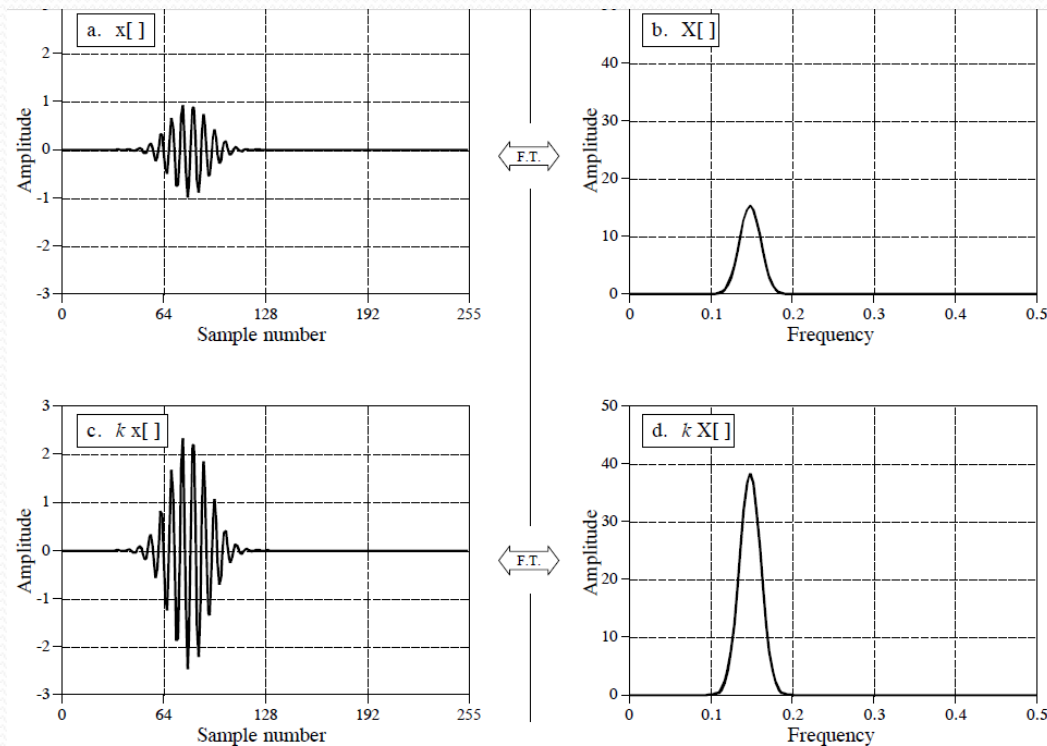 a. x[ ]
2
1
0
-1
-2
-3
Amplitude
0 64 128 192 255
Sample number
F.T.
b. X[ ]
40
30
20
10
0
Amplitude
0 0.1 0.2 0.3 0.4 0.5
Frequency
c. k x[ ]
3
2
1
0
-1
-2
-3
Amplitude
0 64 128 192 255
Sample number
F.T.
d. k X[ ]
50
40
30
20
10
0
Amplitude
0 0.1 0.2 0.3 0.4 0.5
Frequency